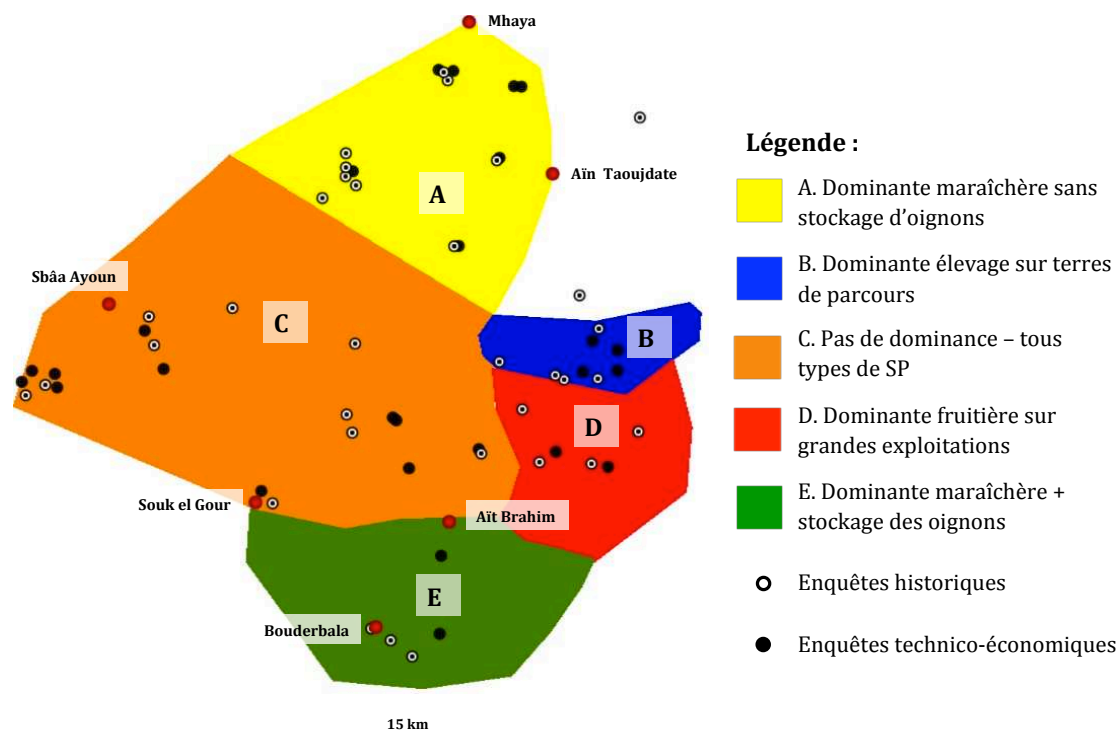 Mhaya
Aïn Taoujdate
A
Sbâa Ayoun
C
B
D
Souk el Gour
Aït Brahim
E
Bouderbala
15 km
Légende :
A. Dominante maraîchère sans
stockage d'oignons
B. Dominante élevage sur terres
de parcours
C. Pas de dominance – tous
types de SP
D. Dominante fruitière sur
grandes exploitations
E. Dominante maraîchère +
stockage des oignons
Enquêtes historiques
Enquêtes technico-économiques